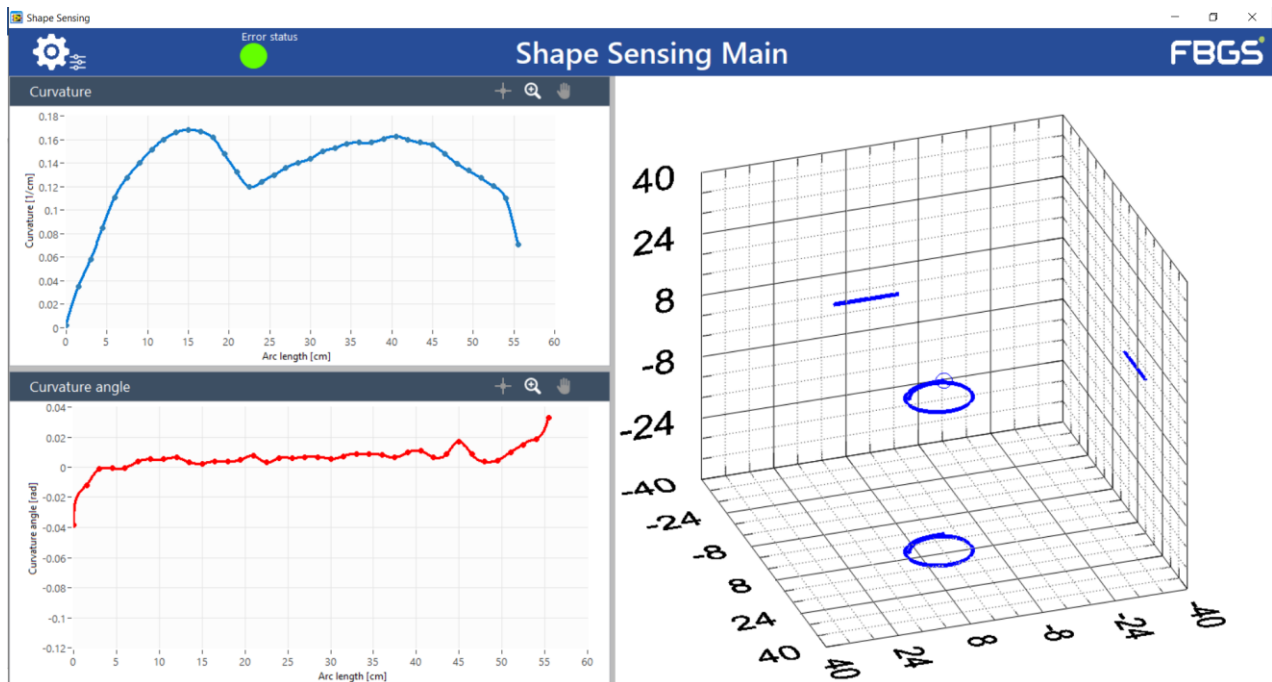 Shape Sensing
Error status
Shape Sensing Main
FBGS
Curvature
0.18
0.16
0.14
0.12
0.1
0.08
0.06
0.04
0.02
0
Curvature [1/cm]
0 5 10 15 20 25 30 35 40 45 50 55 60
Arc length [cm]
Curvature angle
0.04
0.02
0
-0.02
-0.04
-0.06
-0.08
-0.1
-0.12
Curvature angle [rad]
0 5 10 15 20 25 30 35 40 45 50 55 60
Arc length [cm]
40
24
8
-8
-24
-40
-24
-8
8
24
40
40 24 8 -8 -24 -40